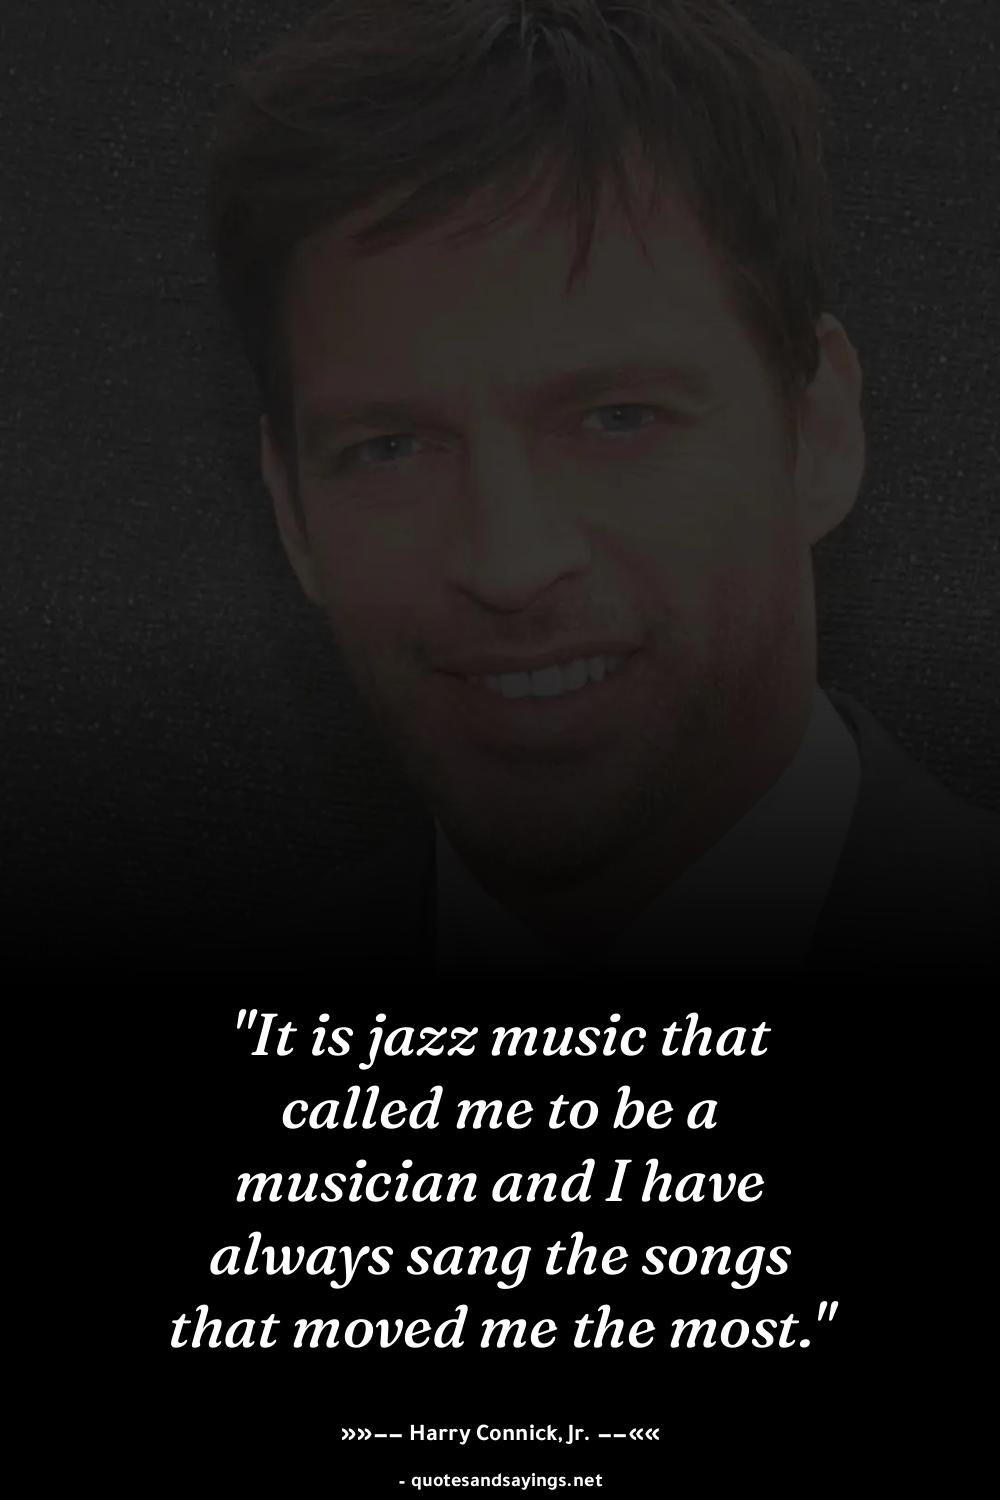 "It is jazz music that
called me to be a
musician and I have
always sang the songs
that moved me the most."
»»–– Harry Connick, Jr. ––««
- quotesandsayings.net